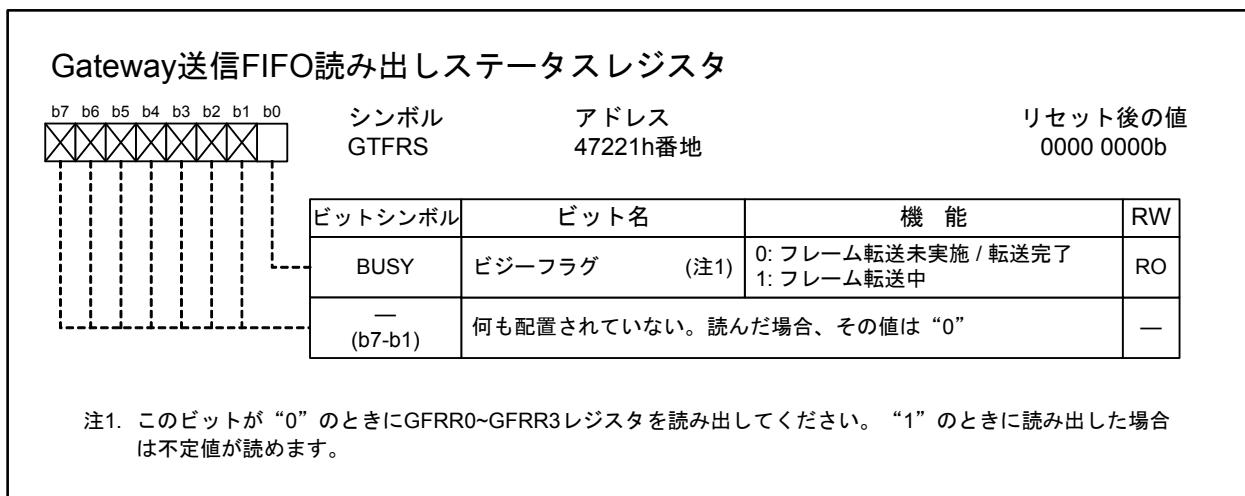 Gateway送信FIFO読み出しステータスレジスタ
b7 b6 b5 b4 b3 b2 b1 b0
シンボル アドレス リセット後の値
GTFRS 47221h番地 0000 0000b
ビットシンボル ビット名 機 能 RW
BUSY ビジーフラグ (注1) 0: フレーム転送未実施 / 転送完了
1: フレーム転送中 RO
—
(b7-b1) 何も配置されていない。読んだ場合、その値は“0” —
注1. このビットが“0”のときにGFRR0~GFRR3レジスタを読み出してください。 “1”のときに読み出した場合
は不定値が読めます。